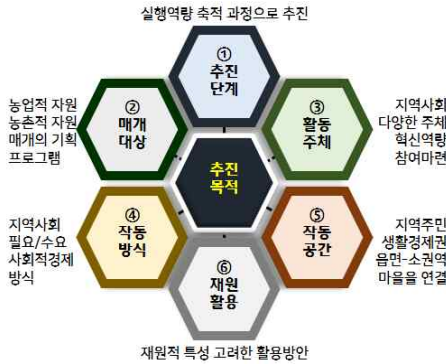 실행역량 축적 과정으로 추진
①
추진
단계
농업적 자원
농촌적 자원
매개의 기획
프로그램
②
매개
대상
③
활동
주체
지역사회
다양한 주체
혁신역량
참여마련
추진
목적
지역사회
필요/수요
사회적경제
방식
④
작동
방식
⑤
작동
공간
지역주민
생활경제권
읍면-소권역
마을을 연결
⑥
재원
활용
재원적 특성 고려한 활용방안